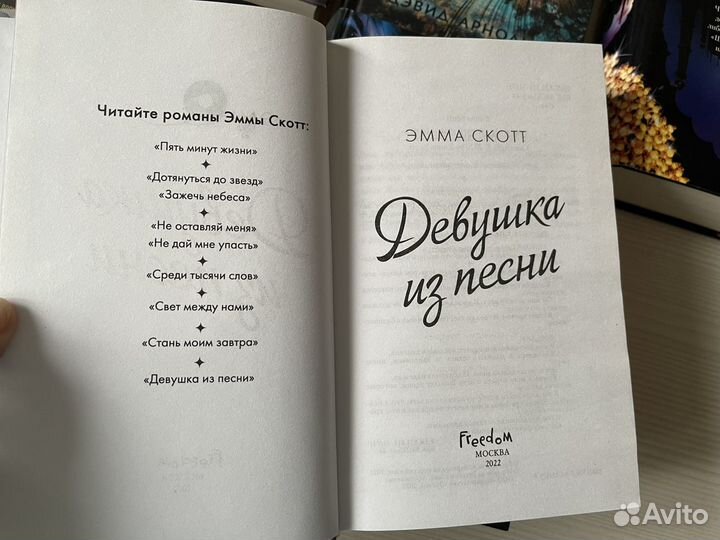 ДЭВИД АРНО
Читайте романы Эммы Скотт:
«Пять минут жизни»
«Дотянуться до звезд»
«Зажечь небеса»
«Не оставляй меня»
«Не дай мне упасть»
«Среди тысячи слов»
«Свет между нами»
«Стань моим завтра»
«Девушка из песни»
ЭММА СКОТТ
Девушка
из песни
Freedom
МОСКВА
2022
Avito